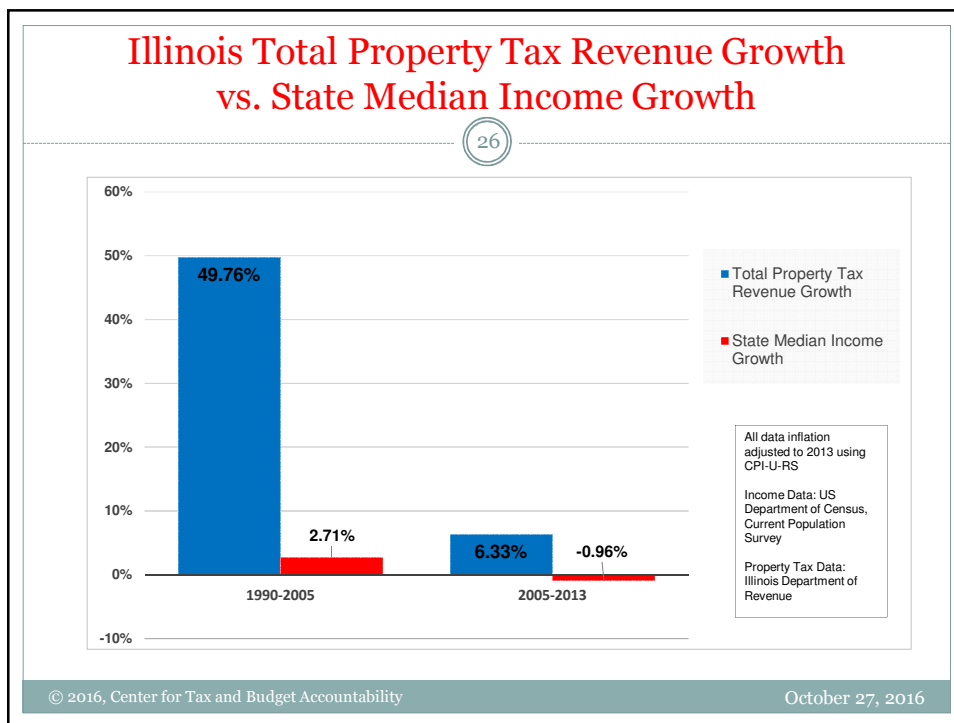 Illinois Total Property Tax Revenue Growth
vs. State Median Income Growth
26
60%
50%
40%
30%
20%
10%
0%
-10%
49.76%
2.71%
6.33%
-0.96%
1990-2005
2005-2013
Total Property Tax
Revenue Growth
State Median Income
Growth
All data inflation
adjusted to 2013 using
CPI-U-RS
Income Data: US
Department of Census,
Current Population
Survey
Property Tax Data:
Illinois Department of
Revenue
© 2016, Center for Tax and Budget Accountability
October 27, 2016